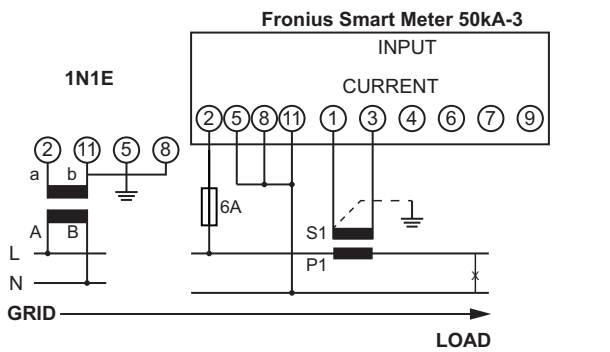 Fronius Smart Meter 50kA-3
INPUT
1N1E
CURRENT
2 5 8 11 1 3 4 6 7 9
2 11 5 8
a b
6A
A B
S1
L
P1
N
x
GRID
LOAD